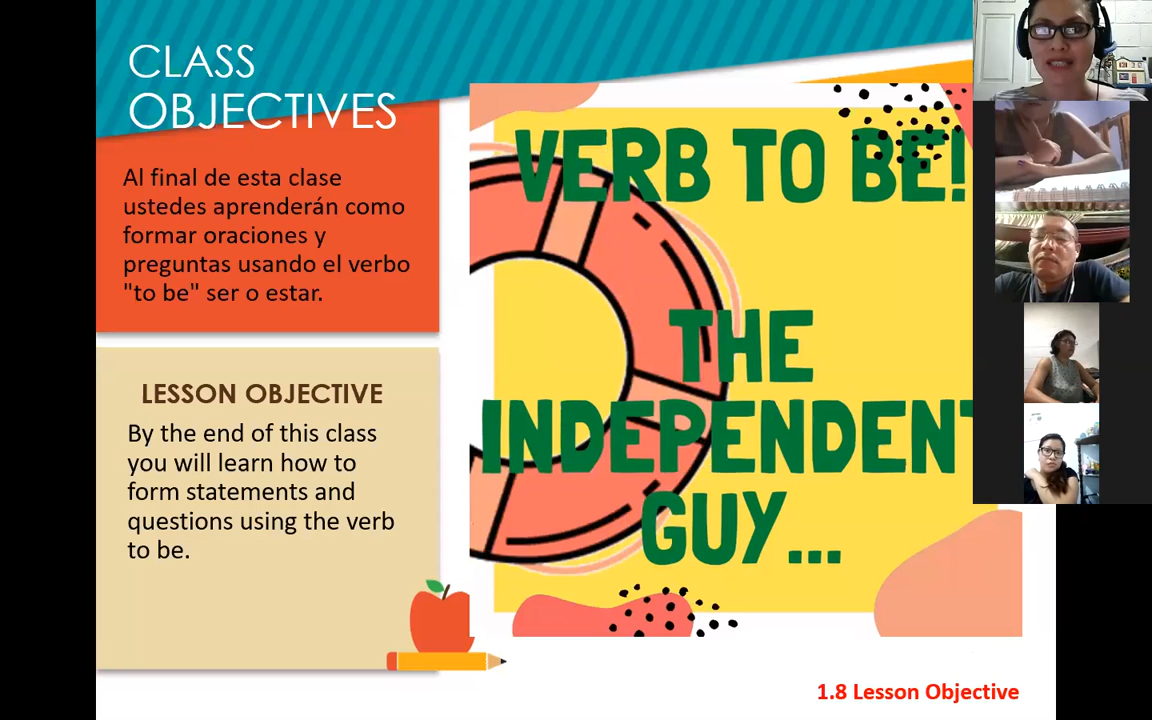 CLASS
OBJECTIVES
Al final de esta clase
ustedes aprenderán como
formar oraciones y
preguntas usando el verbo
"to be" ser o estar.
LESSON OBJECTIVE
By the end of this class
you will learn how to
form statements and
questions using the verb
to be.
VERB TO BE!
THE
INDEPENDENT
GUY...
1.8 Lesson Objective